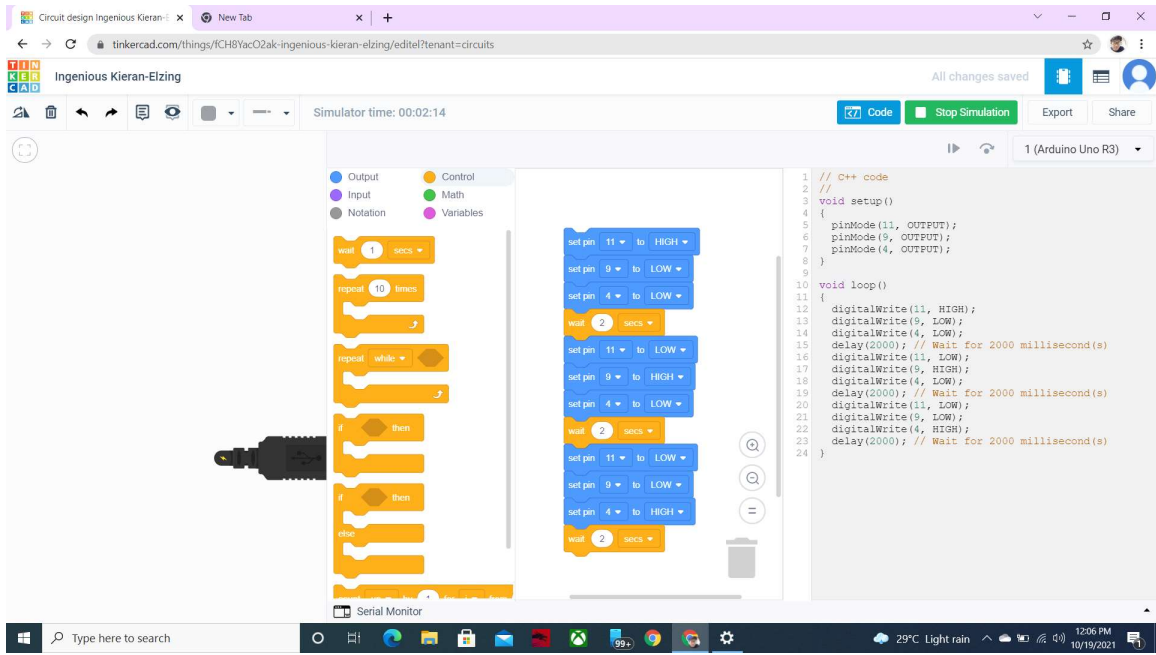 Circuit design Ingenious Kieran-E
New Tab
tinkercad.com/things/fCH8YacO2ak-ingenious-kieran-elzing/editel?tenant=circuits
TIN
KER
CAD
Ingenious Kieran-Elzing
All changes saved
Simulator time: 00:02:14
Code
Stop Simulation
Export
Share
1 (Arduino Uno R3)
Output
Control
Input
Math
Notation
Variables
wait 1 secs
repeat 10 times
repeat while
if then
if then
else
set pin 11 to HIGH
set pin 9 to LOW
set pin 4 to LOW
wait 2 secs
set pin 11 to LOW
set pin 9 to HIGH
set pin 4 to LOW
wait 2 secs
set pin 11 to LOW
set pin 9 to LOW
set pin 4 to HIGH
wait 2 secs
1 // C++ code
2 //
3 void setup()
4 {
5 pinMode(11, OUTPUT);
6 pinMode(9, OUTPUT);
7 pinMode(4, OUTPUT);
8 }
9
10 void loop()
11 {
12 digitalWrite(11, HIGH);
13 digitalWrite(9, LOW);
14 digitalWrite(4, LOW);
15 delay(2000); // Wait for 2000 millisecond(s)
16 digitalWrite(11, LOW);
17 digitalWrite(9, HIGH);
18 digitalWrite(4, LOW);
19 delay(2000); // Wait for 2000 millisecond(s)
20 digitalWrite(11, LOW);
21 digitalWrite(9, LOW);
22 digitalWrite(4, HIGH);
23 delay(2000); // Wait for 2000 millisecond(s)
24 }
Serial Monitor
Type here to search
99+
29°C Light rain
12:06 PM
10/19/2021